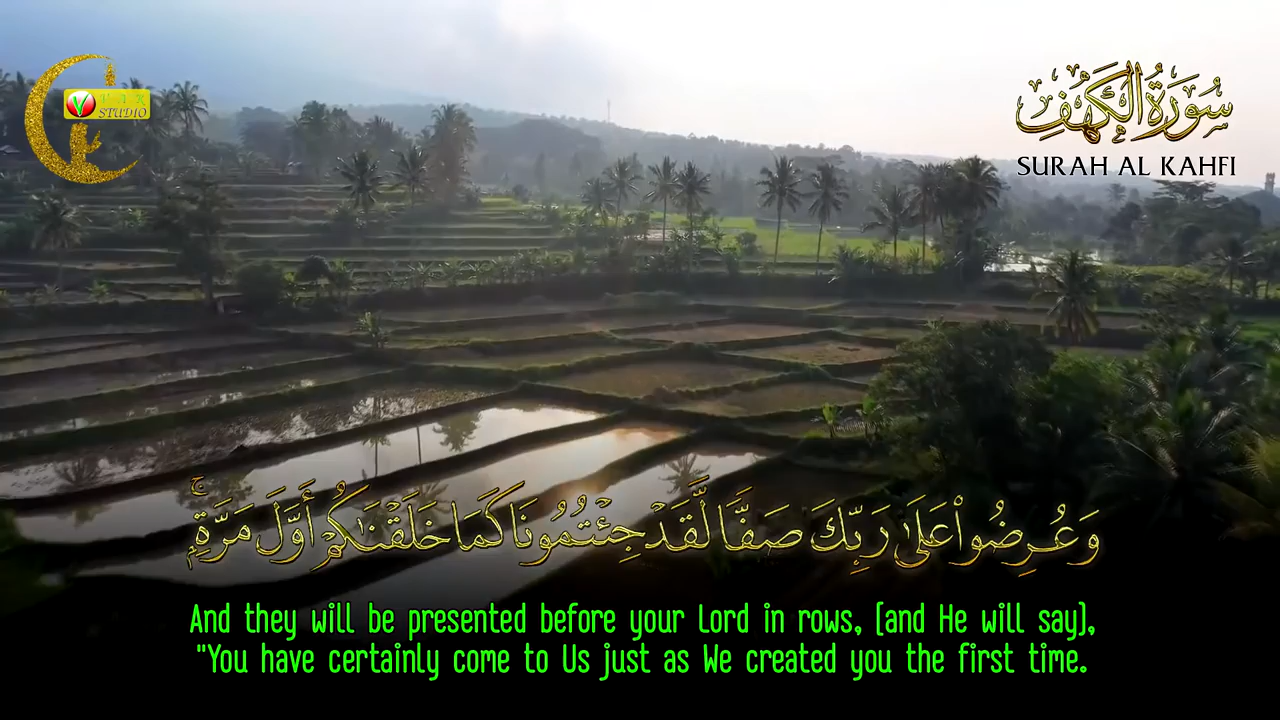 V V A K
STUDIO
سُورَةُ الْكَهْفِ
SURAH AL KAHFI
وَعُرِضُوا۟ عَلَىٰ رَبِّكَ صَفًّا لَّقَدْ جِئْتُمُونَا كَمَا خَلَقْنَٰكُمْ أَوَّلَ مَرَّةٍۭ ۚ
And they will be presented before your Lord in rows, (and He will say),
"You have certainly come to Us just as We created you the first time.